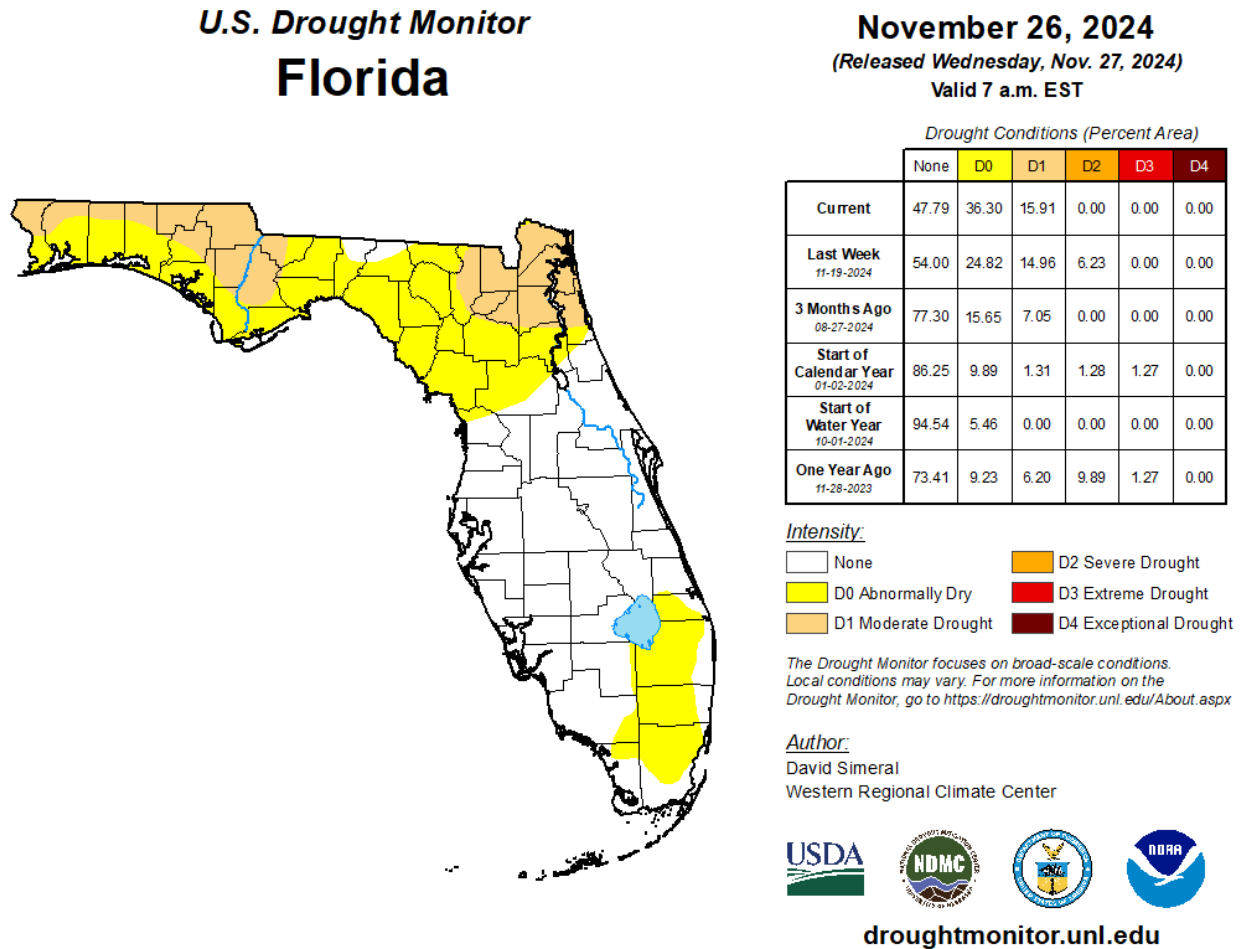 U.S. Drought Monitor
Florida
November 26, 2024
(Released Wednesday, Nov. 27, 2024)
Valid 7 a.m. EST
Drought Conditions (Percent Area)
None D0 D1 D2 D3 D4
Current 47.79 36.30 15.91 0.00 0.00 0.00
Last Week
11-19-2024 54.00 24.82 14.96 6.23 0.00 0.00
3 Months Ago
08-27-2024 77.30 15.65 7.05 0.00 0.00 0.00
Start of
Calendar Year
01-02-2024 86.25 9.89 1.31 1.28 1.27 0.00
Start of
Water Year
10-01-2024 94.54 5.46 0.00 0.00 0.00 0.00
One Year Ago
11-28-2023 73.41 9.23 6.20 9.89 1.27 0.00
Intensity:
None
D0 Abnormally Dry
D1 Moderate Drought
D2 Severe Drought
D3 Extreme Drought
D4 Exceptional Drought
The Drought Monitor focuses on broad-scale conditions.
Local conditions may vary. For more information on the
Drought Monitor, go to https://droughtmonitor.unl.edu/About.aspx
Author:
David Simeral
Western Regional Climate Center
USDA
NDMC
NOAA
droughtmonitor.unl.edu